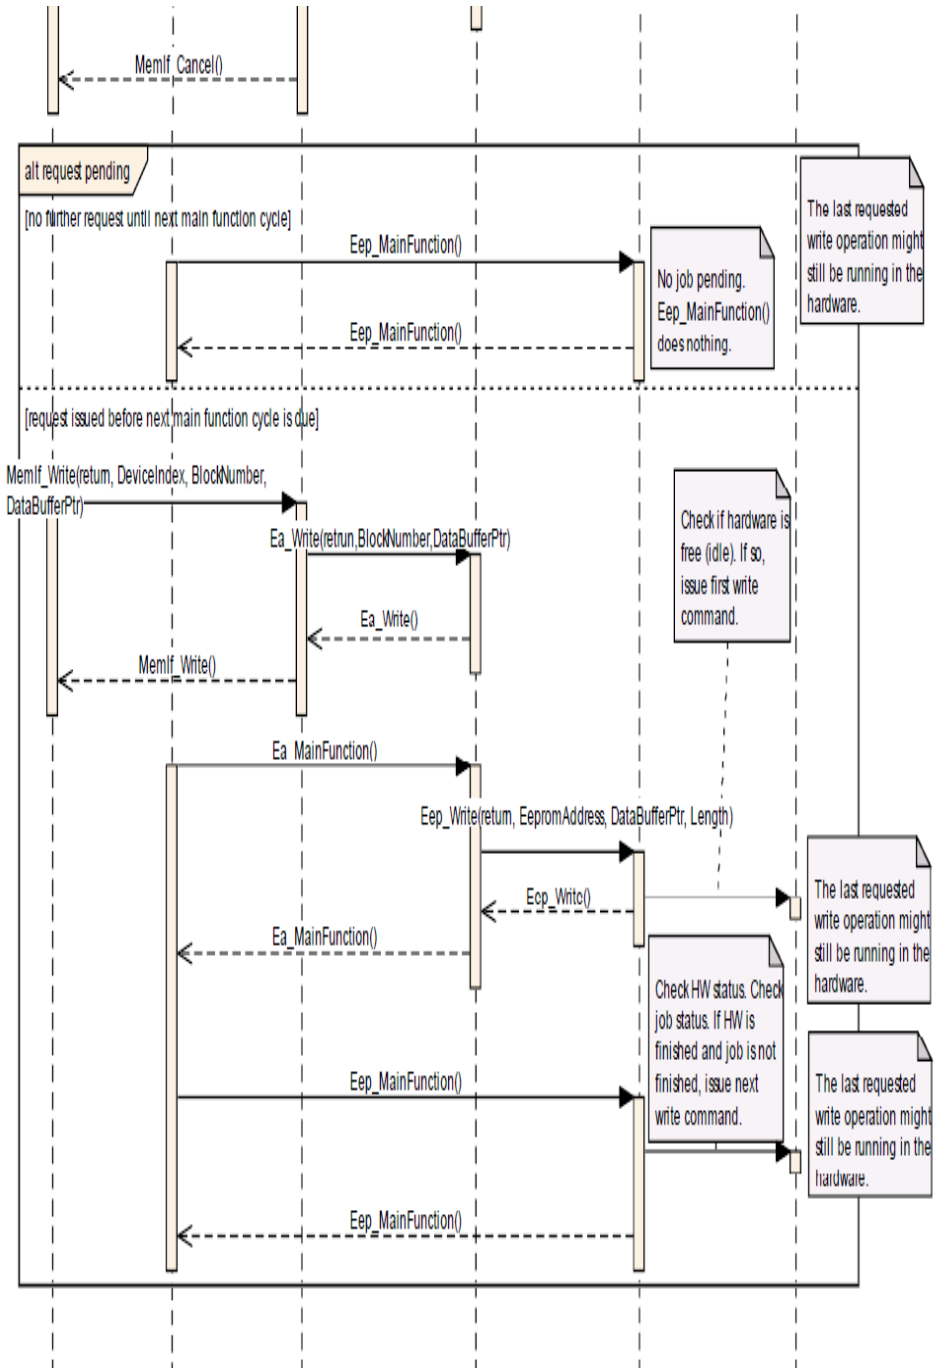 MemIf_Cancel()
alt request pending
[no further request until next main function cycle]
The last requested
write operation might
still be running in the
hardware.
Eep_MainFunction()
No job pending.
Eep_MainFunction()
does nothing.
Eep_MainFunction()
[request issued before next main function cycle is due]
MemIf_Write(return, DeviceIndex, BlockNumber,
DataBufferPtr)
Check if hardware is
free (idle). If so,
issue first write
command.
Ea_Write(retrun,BlockNumber,DataBufferPtr)
Ea_Write()
MemIf_Write()
Ea_MainFunction()
Eep_Write(return, EepromAddress, DataBufferPtr, Length)
Eep_Write()
The last requested
write operation might
still be running in the
hardware.
Ea_MainFunction()
Check HW status. Check
job status. If HW is
finished and job is not
finished, issue next
write command.
Eep_MainFunction()
The last requested
write operation might
still be running in the
hardware.
Eep_MainFunction()